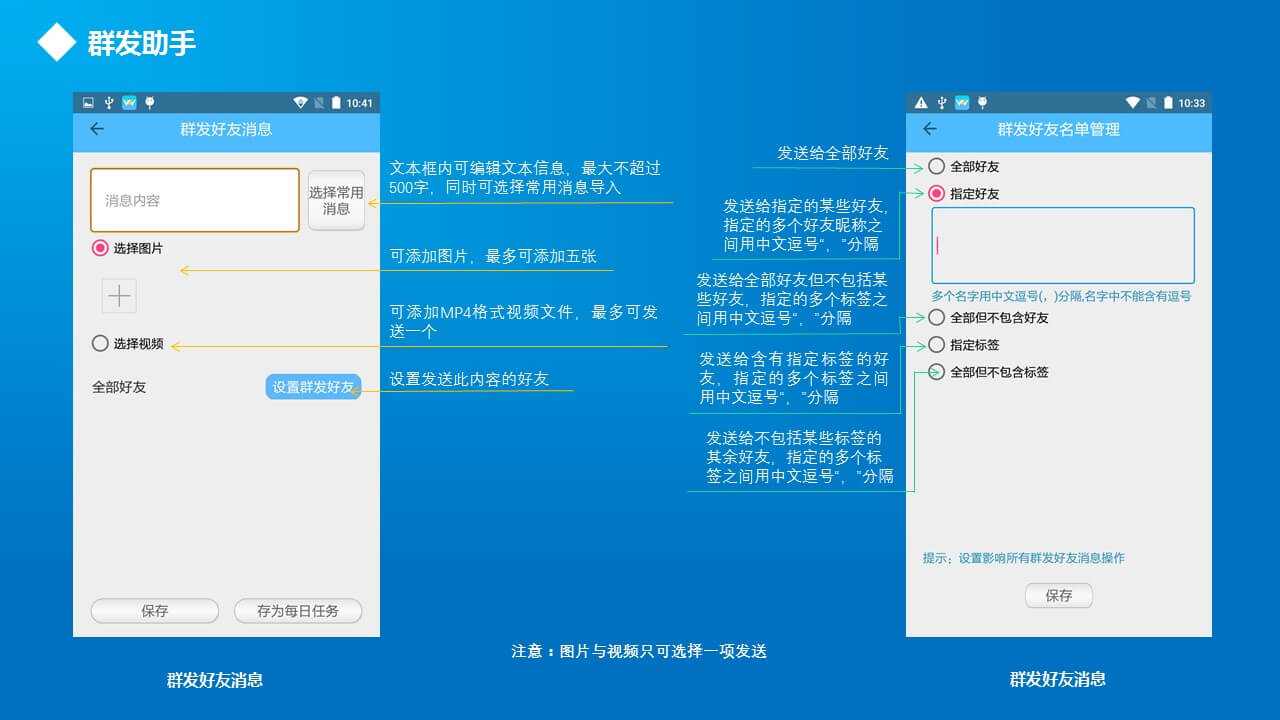 群发助手
10:41
群发好友消息
消息内容
选择常用
消息
选择图片
选择视频
全部好友
设置群发好友
保存
存为每日任务
群发好友消息
文本框内可编辑文本信息，最大不超过
500字，同时可选择常用消息导入
可添加图片，最多可添加五张
可添加MP4格式视频文件，最多可发
送一个
设置发送此内容的好友
发送给全部好友
发送给指定的某些好友，
指定的多个好友昵称之
间用中文逗号“，”分隔
发送给全部好友但不包括某
些好友，指定的多个标签之
间用中文逗号“，”分隔
发送给含有指定标签的好
友，指定的多个标签之间
用中文逗号“，”分隔
发送给不包括某些标签的
其余好友，指定的多个标
签之间用中文逗号“，”分隔
10:33
群发好友名单管理
全部好友
指定好友
多个名字用中文逗号(，)分隔,名字中不能含有逗号
全部但不包含好友
指定标签
全部但不包含标签
提示：设置影响所有群发好友消息操作
保存
注意：图片与视频只可选择一项发送
群发好友消息